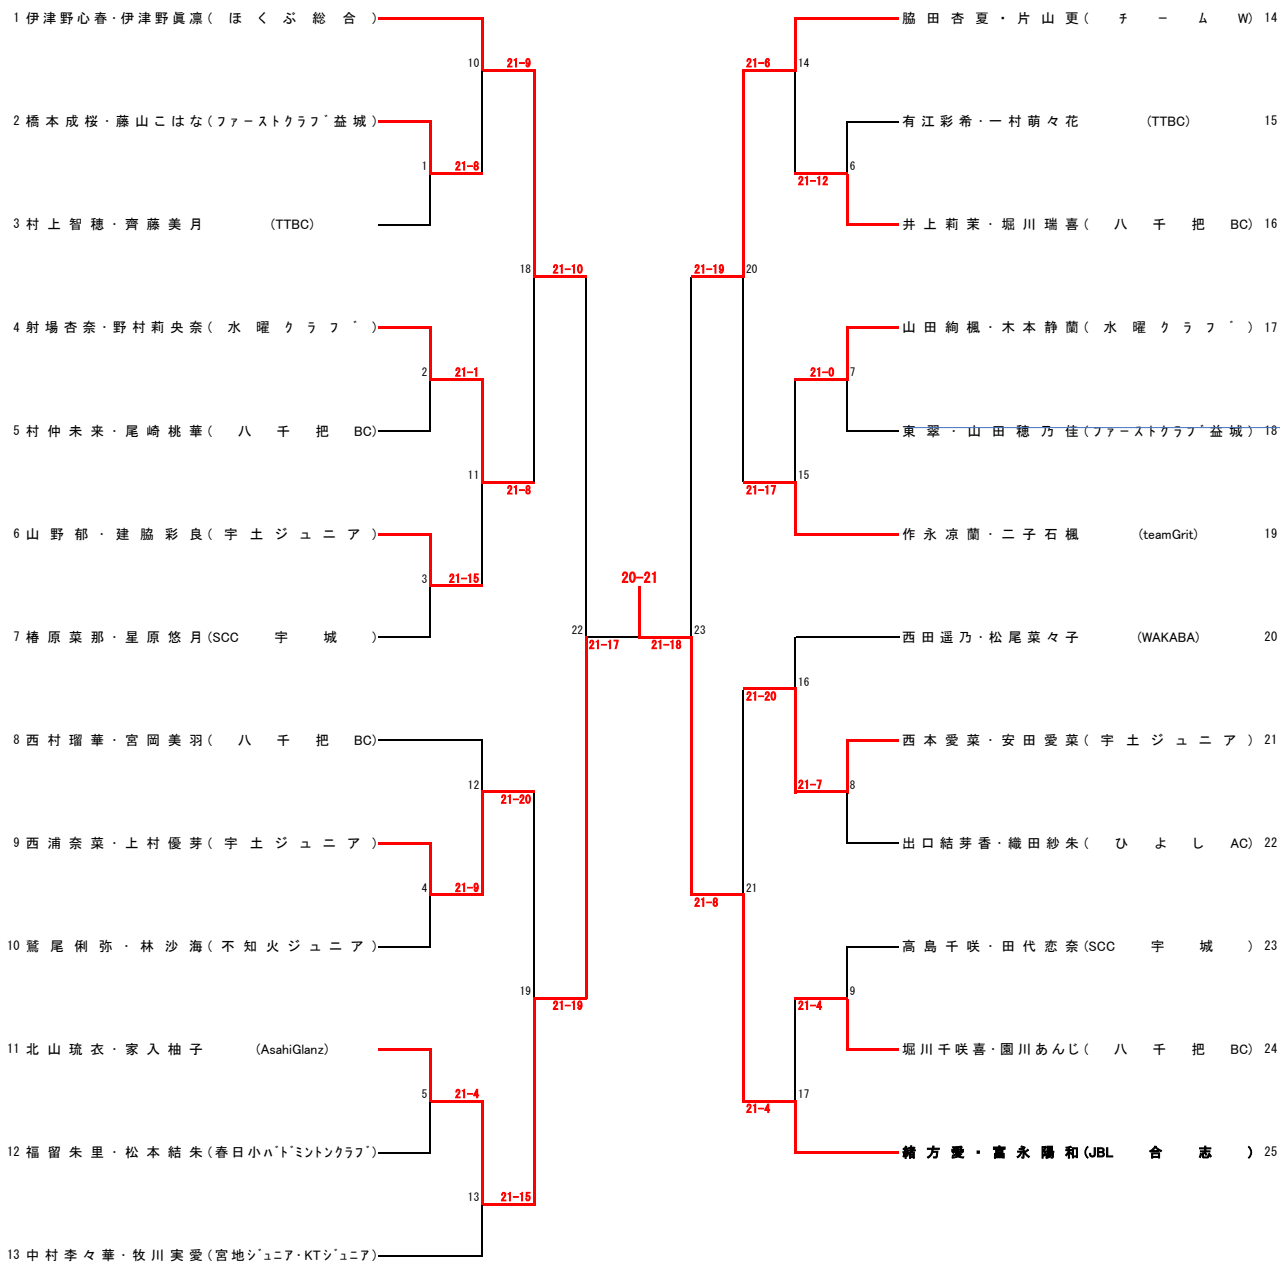 1 伊津野心春・伊津野眞凛(ほくぶ総合)
10
21-9
2 橋本成桜・藤山こはな(ファーストクラブ益城)
1
21-8
3 村上智穂・齊藤美月 (TTBC)
18
21-10
4 射場杏奈・野村莉央奈(水曜クラブ)
2
21-1
5 村仲未来・尾崎桃華(八千把BC)
11
21-8
6 山野郁・建脇彩良(宇土ジュニア)
3
21-15
7 椿原菜那・星原悠月(SCC宇城)
22
21-17
8 西村瑠華・宮岡美羽(八千把BC)
12
21-20
9 西浦奈菜・上村優芽(宇土ジュニア)
4
21-9
10 鷲尾俐弥・林沙海(不知火ジュニア)
19
21-19
11 北山琉衣・家入柚子 (AsahiGlanz)
5
21-4
12 福留朱里・松本結朱(春日小バドミントンクラブ)
13
21-15
13 中村李々華・牧川実愛(宮地ジュニア・KTジュニア)
20-21
21-18
23
脇田杏夏・片山更(チームW) 14
21-6
14
有江彩希・一村萌々花 (TTBC) 15
6
21-12
井上莉茉・堀川瑞喜(八千把BC) 16
21-19
20
山田絢楓・木本静蘭(水曜クラブ) 17
21-0
7
東翠・山田穂乃佳(ファーストクラブ益城) 18
15
21-17
作永凉蘭・二子石楓 (teamGrit) 19
西田遥乃・松尾菜々子 (WAKABA) 20
16
21-20
西本愛菜・安田愛菜(宇土ジュニア) 21
21-7
8
出口結芽香・織田紗朱(ひよしAC) 22
21
21-8
高島千咲・田代恋奈(SCC宇城) 23
9
21-4
堀川千咲喜・園川あんじ(八千把BC) 24
17
21-4
緒方愛・富永陽和(JBL合志) 25